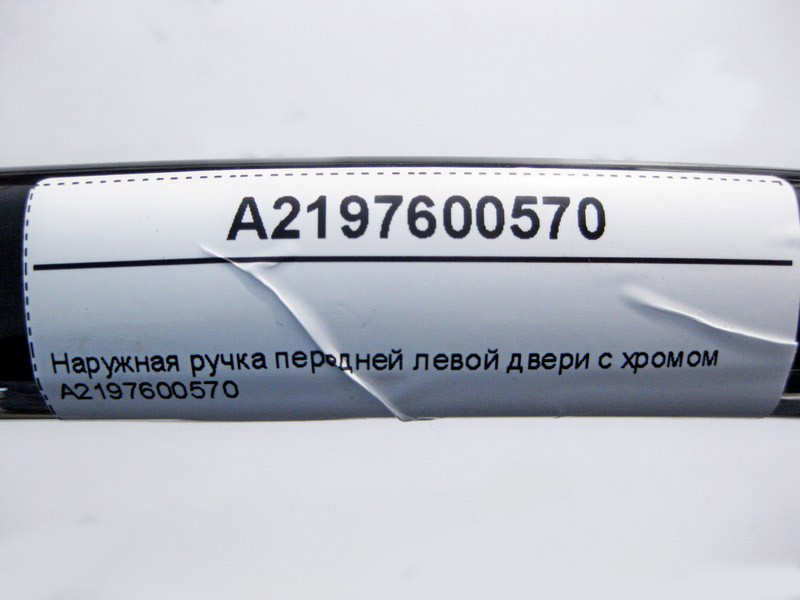 A2197600570
Наружная ручка передней левой двери с хромом
A2197600570